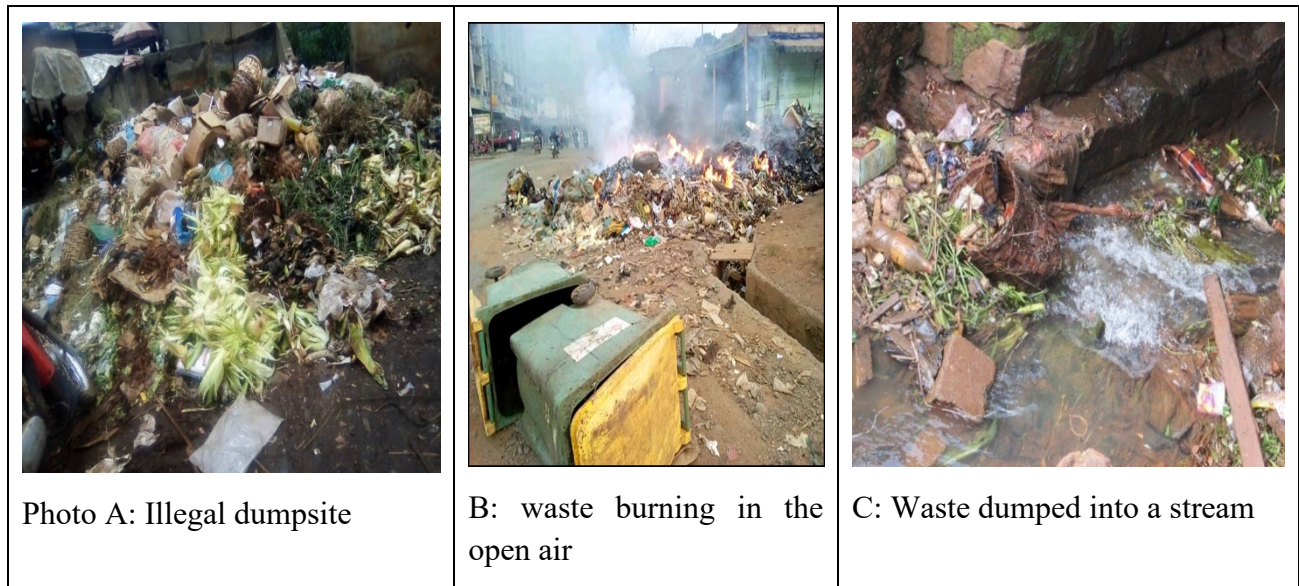 Photo A: Illegal dumpsite
B: waste burning in the
open air
C: Waste dumped into a stream